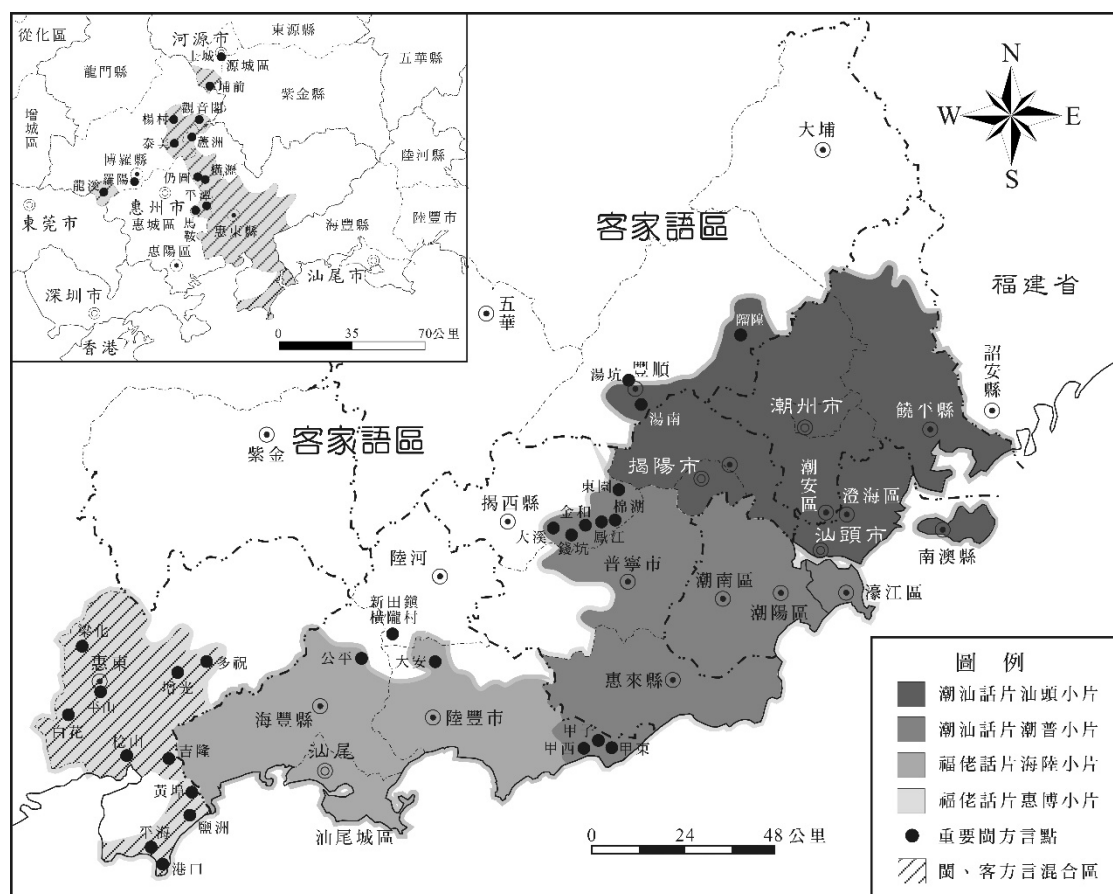 從化區
河源市
東源縣
上城
源城區
五華縣
龍門縣
埔前
紫金縣
增城區
觀音閣
楊村
泰美
蘆洲
陸河縣
博羅縣
羅陽
龍溪
仍圖
橫瀝
平潭
東莞市
惠州市
惠城區
馬鞍
惠東縣
海豐縣
陸豐市
惠陽區
汕尾市
深圳市
香港
0 35 70公里
N
W E
S
大埔
客家語區
福建省
五華
㽏隍
湯坑
豐順
湯南
潮州市
饒平縣
詔安縣
紫金
客家語區
揭陽市
潮安區
澄海區
汕頭市
南澳縣
東園
揭西縣
金和
棉湖
大溪
鳳江
錢坑
普寧市
潮南區
潮陽區
濠江區
陸河
新田鎮
橫隴村
公平
大安
惠來縣
梁化
惠東
多祝
增光
平山
白花
稔山
吉隆
海豐縣
陸豐市
甲子
甲西
甲東
汕尾
黃埠
鹽洲
平海
港口
汕尾城區
0 24 48公里
圖 例
潮汕話片汕頭小片
潮汕話片潮普小片
福佬話片海陸小片
福佬話片惠博小片
重要閩方言點
閩、客方言混合區